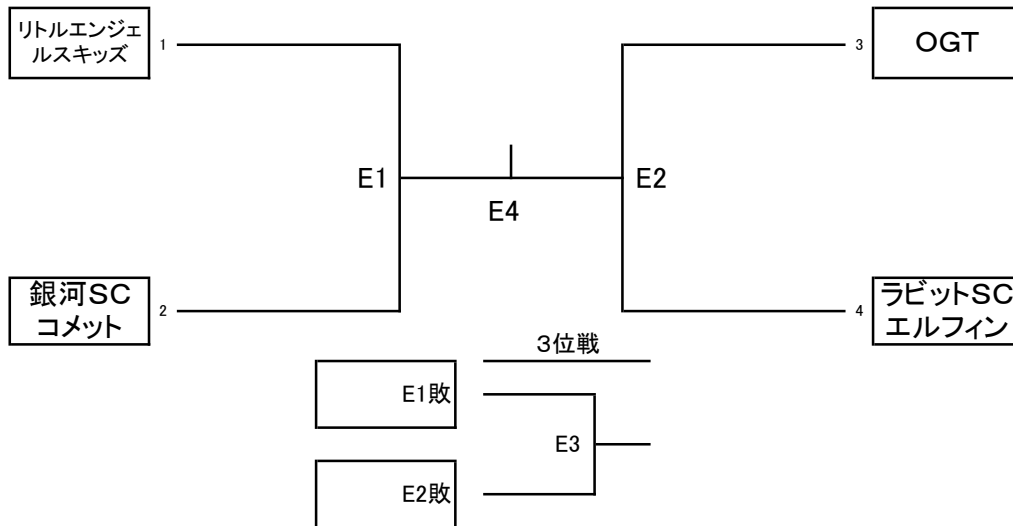 リトルエンジェ
ルスキッズ
1
3
OGT
E1
E2
E4
銀河SC
コメット
2
4
ラビットSC
エルフィン
3位戦
E1敗
E3
E2敗